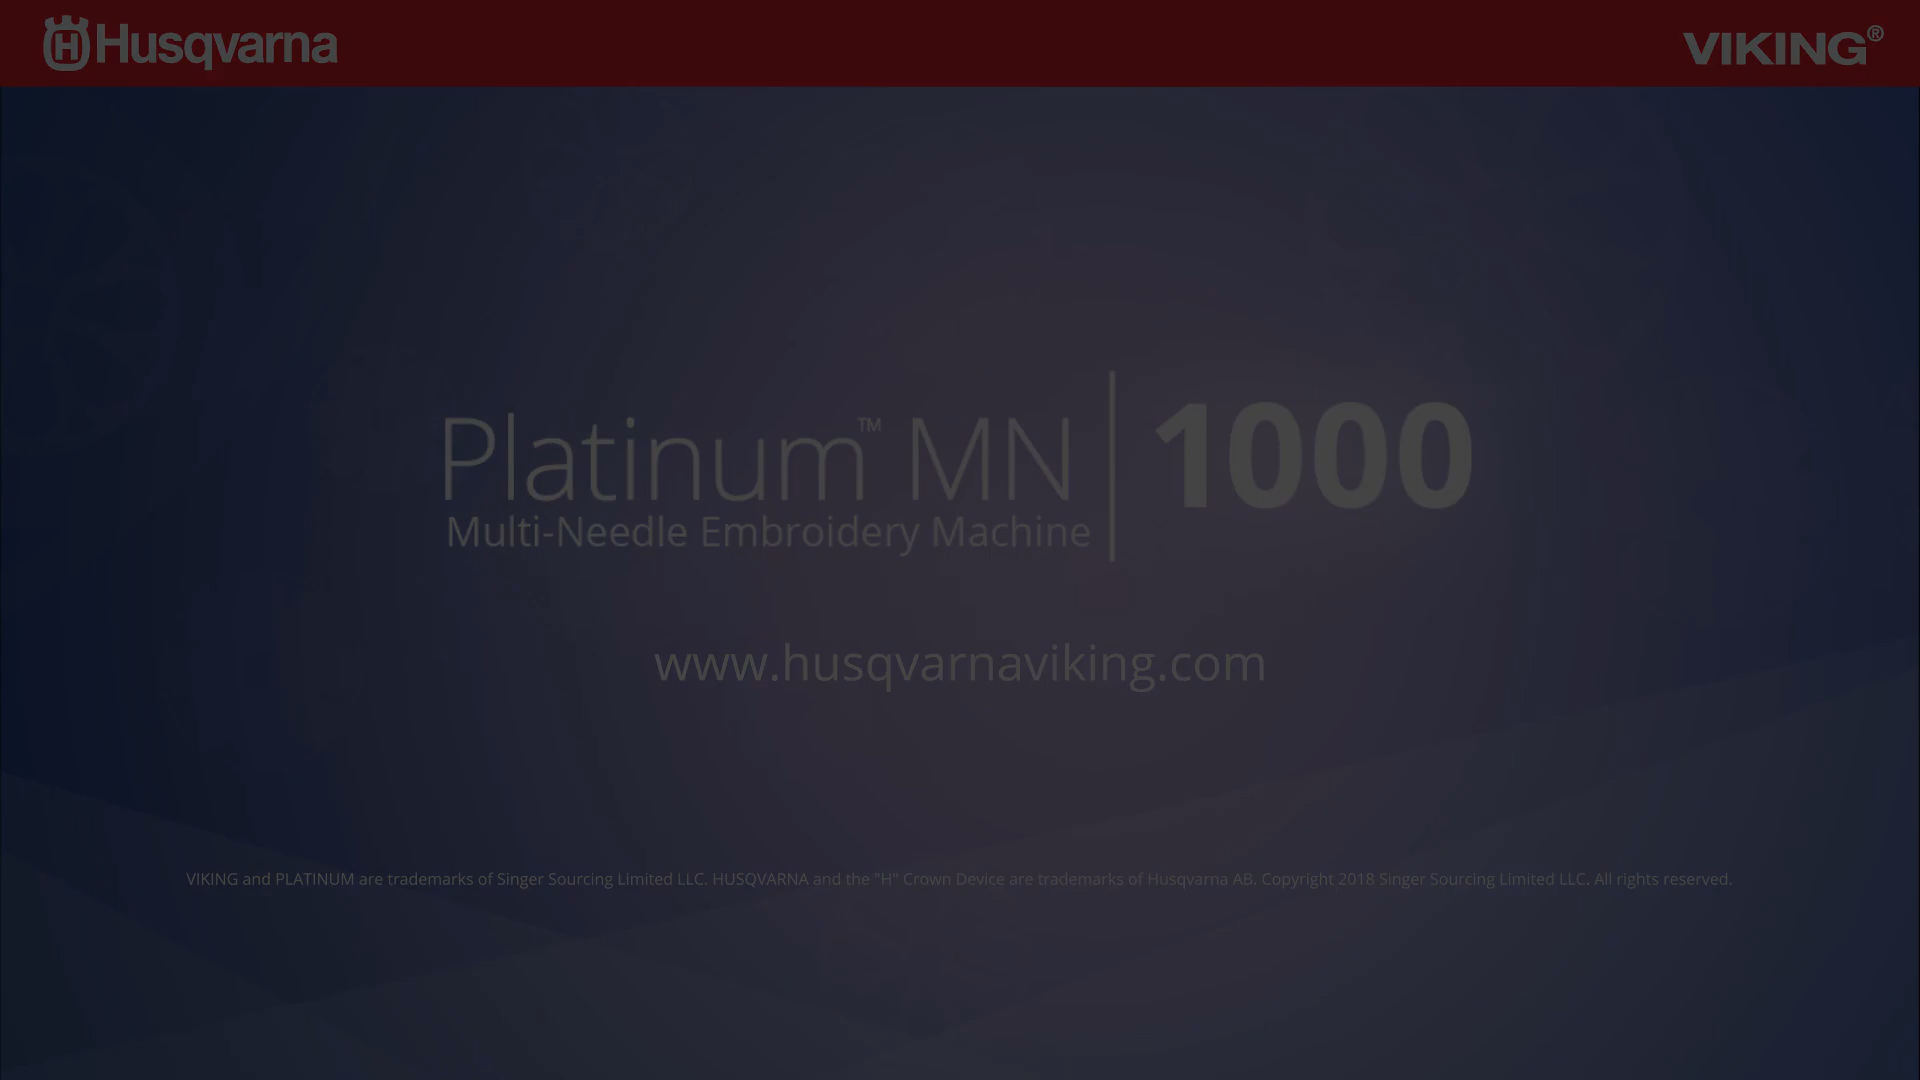 Husqvarna
VIKING®
Platinum™ MN | 1000
Multi-Needle Embroidery Machine
www.husqvarnaviking.com
VIKING and PLATINUM are trademarks of Singer Sourcing Limited LLC. HUSQVARNA and the "H" Crown Device are trademarks of Husqvarna AB. Copyright 2018 Singer Sourcing Limited LLC. All rights reserved.